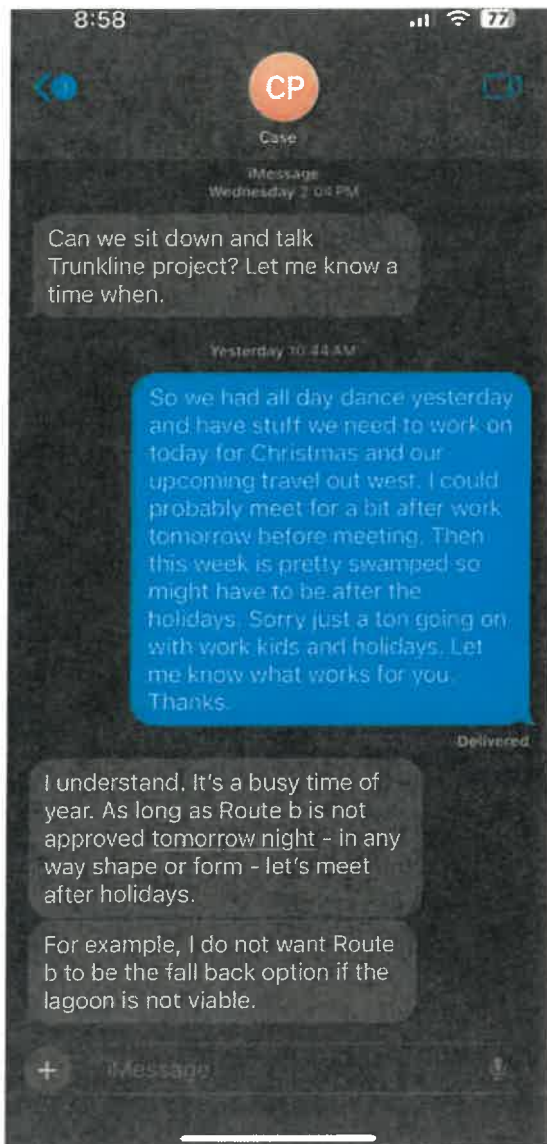 8:58
77
CP
Case
iMessage
Wednesday 2:04 PM
Can we sit down and talk
Trunkline project? Let me know a
time when.
Yesterday 10:44 AM
So we had all day dance yesterday
and have stuff we need to work on
today for Christmas and our
upcoming travel out west. I could
probably meet for a bit after work
tomorrow before meeting. Then
this week is pretty swamped so
might have to be after the
holidays. Sorry just a ton going on
with work kids and holidays. Let
me know what works for you.
Thanks.
Delivered
I understand. It's a busy time of
year. As long as Route b is not
approved tomorrow night - in any
way shape or form - let's meet
after holidays.
For example, I do not want Route
b to be the fall back option if the
lagoon is not viable.
iMessage